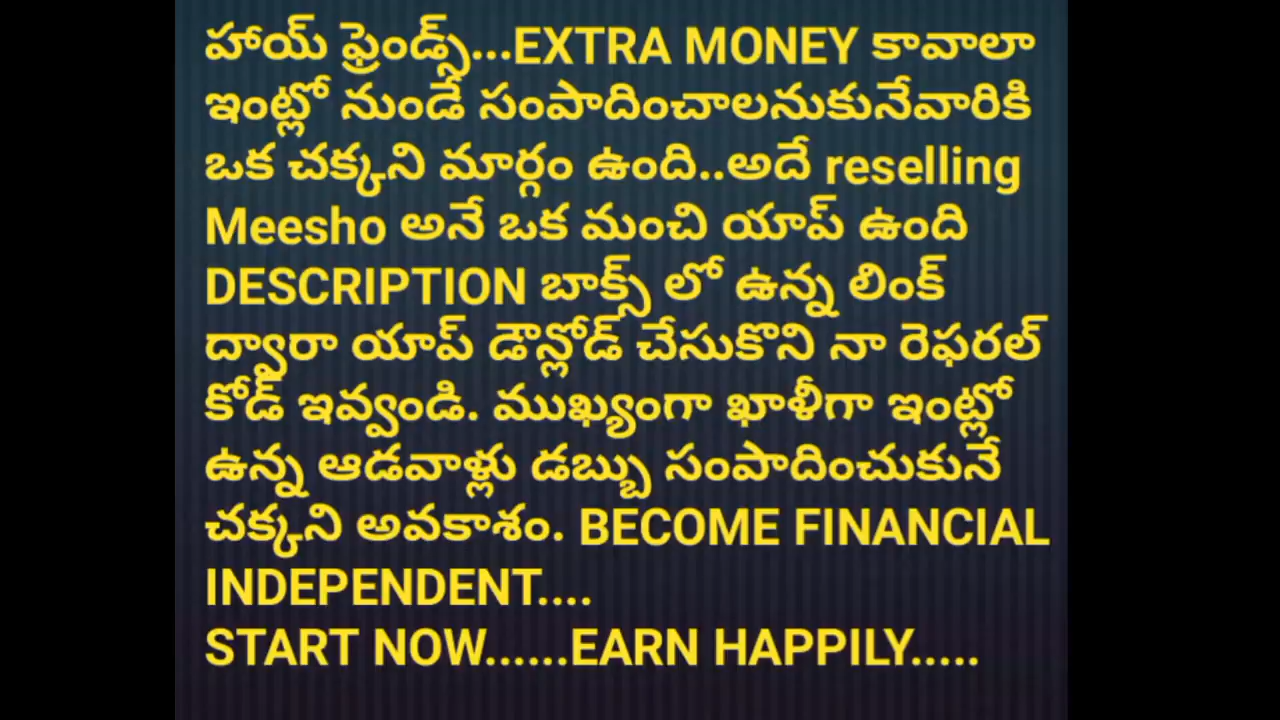 హాయ్ ఫ్రెండ్స్...EXTRA MONEY కావాలా
ఇంట్లో నుండే సంపాదించాలనుకునేవారికి
ఒక చక్కని మార్గం ఉంది..అదే reselling
Meesho అనే ఒక మంచి యాప్ ఉంది
DESCRIPTION బాక్స్ లో ఉన్న లింక్
ద్వారా యాప్ డౌన్లోడ్ చేసుకొని నా రెఫరల్
కోడ్ ఇవ్వండి. ముఖ్యంగా ఖాళీగా ఇంట్లో
ఉన్న ఆడవాళ్లు డబ్బు సంపాదించుకునే
చక్కని అవకాశం. BECOME FINANCIAL
INDEPENDENT....
START NOW......EARN HAPPILY.....